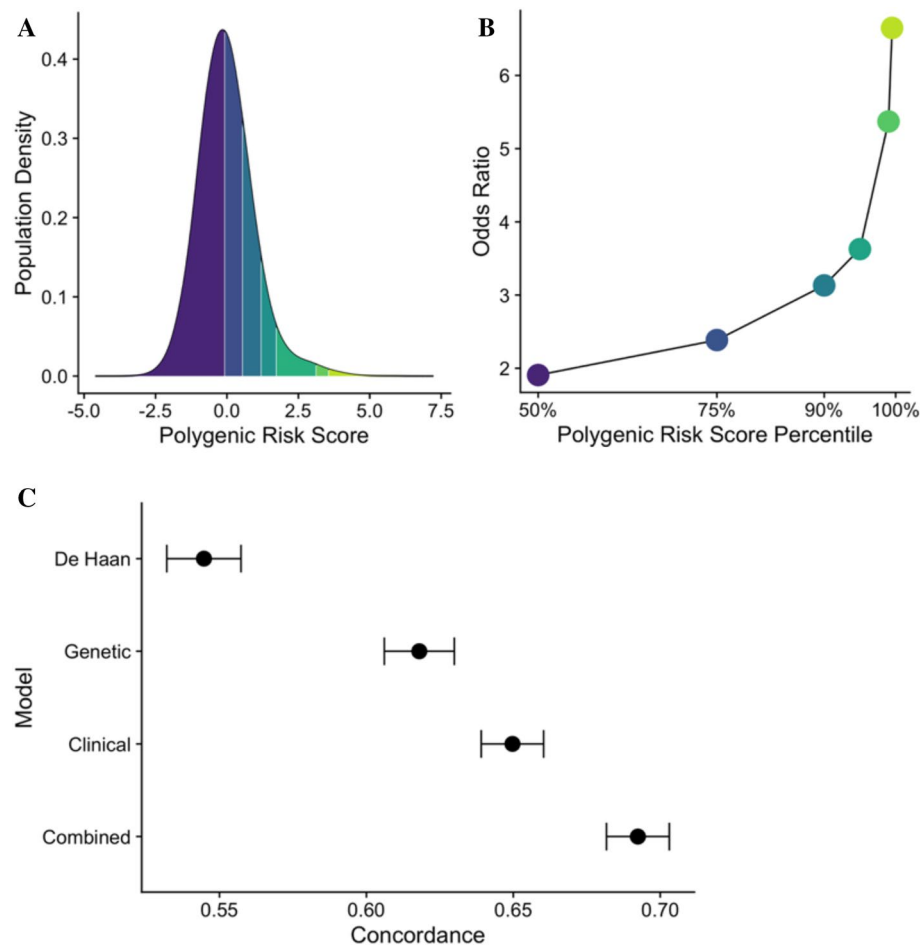 A
Population Density
0.4
0.3
0.2
0.1
0.0
-5.0 -2.5 0.0 2.5 5.0 7.5
Polygenic Risk Score
B
Odds Ratio
6
5
4
3
2
50% 75% 90% 100%
Polygenic Risk Score Percentile
C
Model
De Haan
Genetic
Clinical
Combined
0.55 0.60 0.65 0.70
Concordance